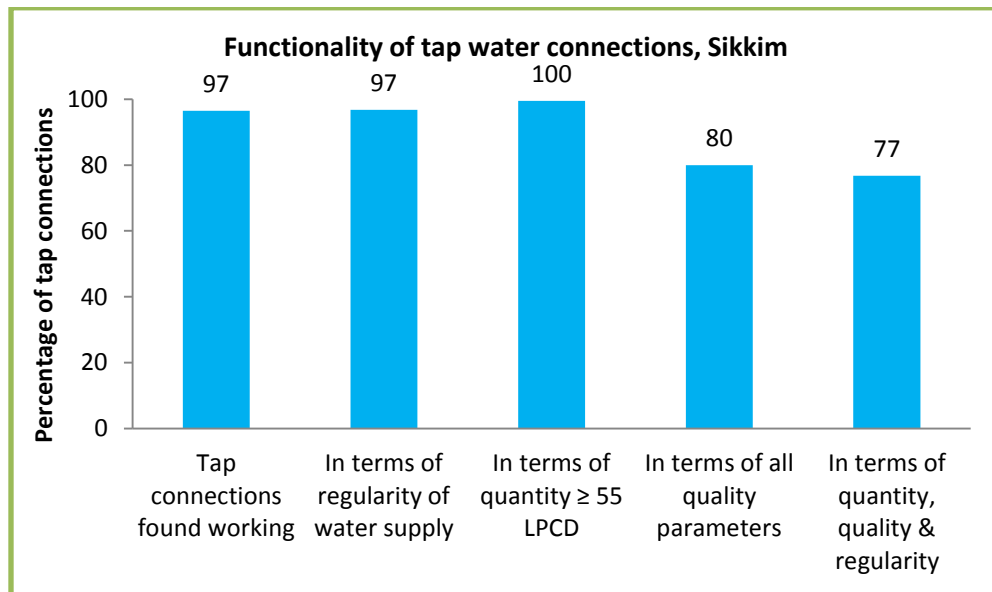 Functionality of tap water connections, Sikkim
Percentage of tap connections
100
80
60
40
20
0
97
97
100
80
77
Tap
connections
found working
In terms of
regularity of
water supply
In terms of
quantity ≥ 55
LPCD
In terms of all
quality
parameters
In terms of
quantity,
quality &
regularity